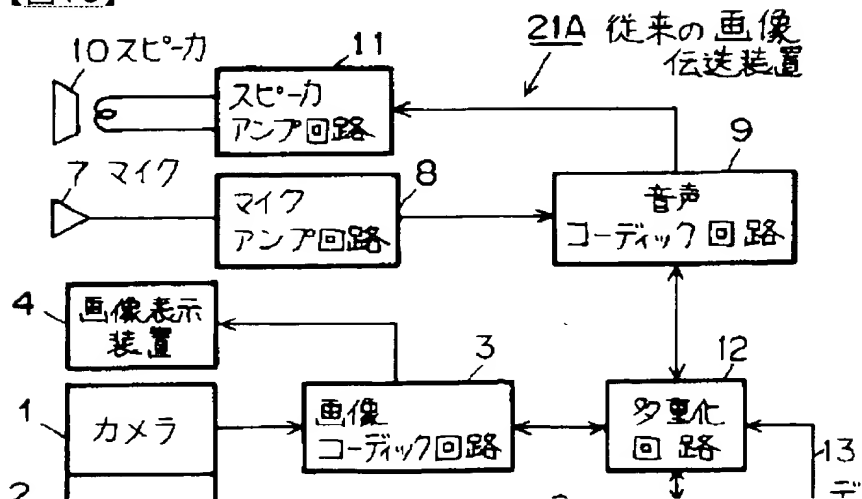 21A 従来の画像
伝送装置
10 スピーカ
11
スピーカ
アンプ回路
7 マイク
8
マイク
アンプ回路
9
音声
コーディック回路
4
画像表示
装置
3
画像
コーディック回路
12
多重化
回路
1
カメラ
2
13
デ